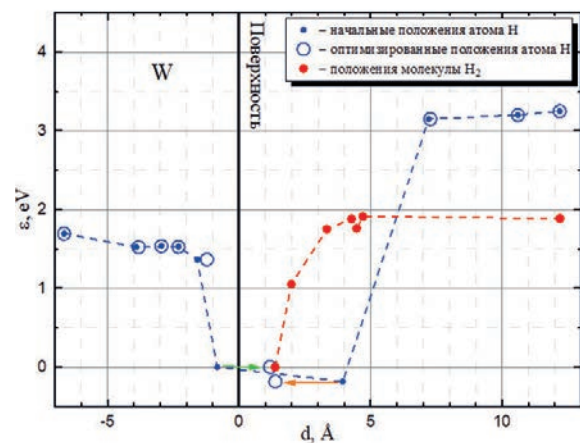 – начальные положения атома H
– оптимизированные положения атома H
– положения молекулы H₂
W
Поверхность
ε, eV
4
3
2
1
0
-5
0
5
10
d, Å